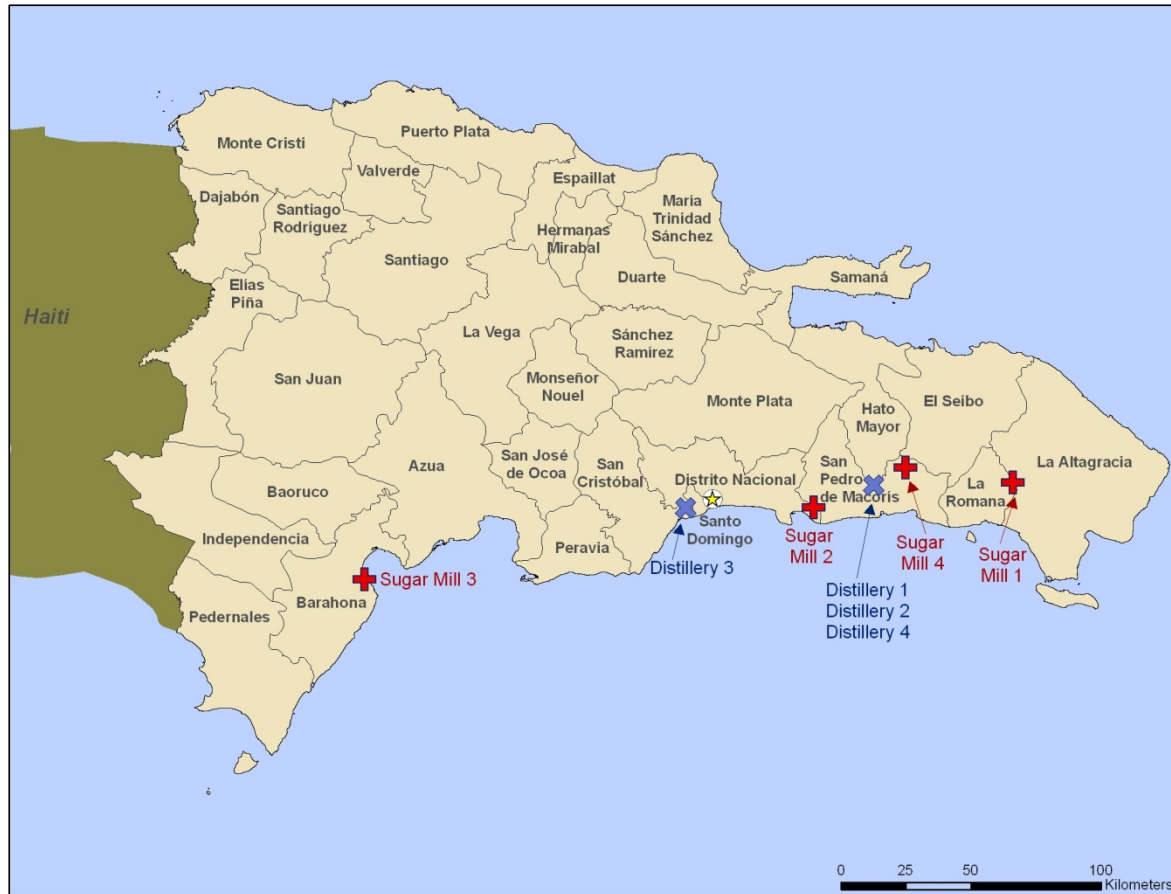 Puerto Plata
Monte Cristi
Valverde
Espaillat
Dajabón
María
Trinidad
Sánchez
Santiago
Rodríguez
Hermanas
Mirabal
Santiago
Duarte
Samaná
Elías
Piña
Haiti
La Vega
Sánchez
Ramirez
San Juan
Monseñor
Nouel
Monte Plata
El Seibo
Hato
Mayor
San José
de Ocoa
San
Cristóbal
Azua
San
Pedro
de Macorís
La Altagracia
Distrito Nacional
La
Romana
Baoruco
Santo
Domingo
Independencia
Peravia
Distillery 3
Sugar
Mill 2
Sugar
Mill 4
Sugar
Mill 1
Sugar Mill 3
Barahona
Distillery 1
Distillery 2
Distillery 4
Pedernales
0 25 50 100
Kilometers